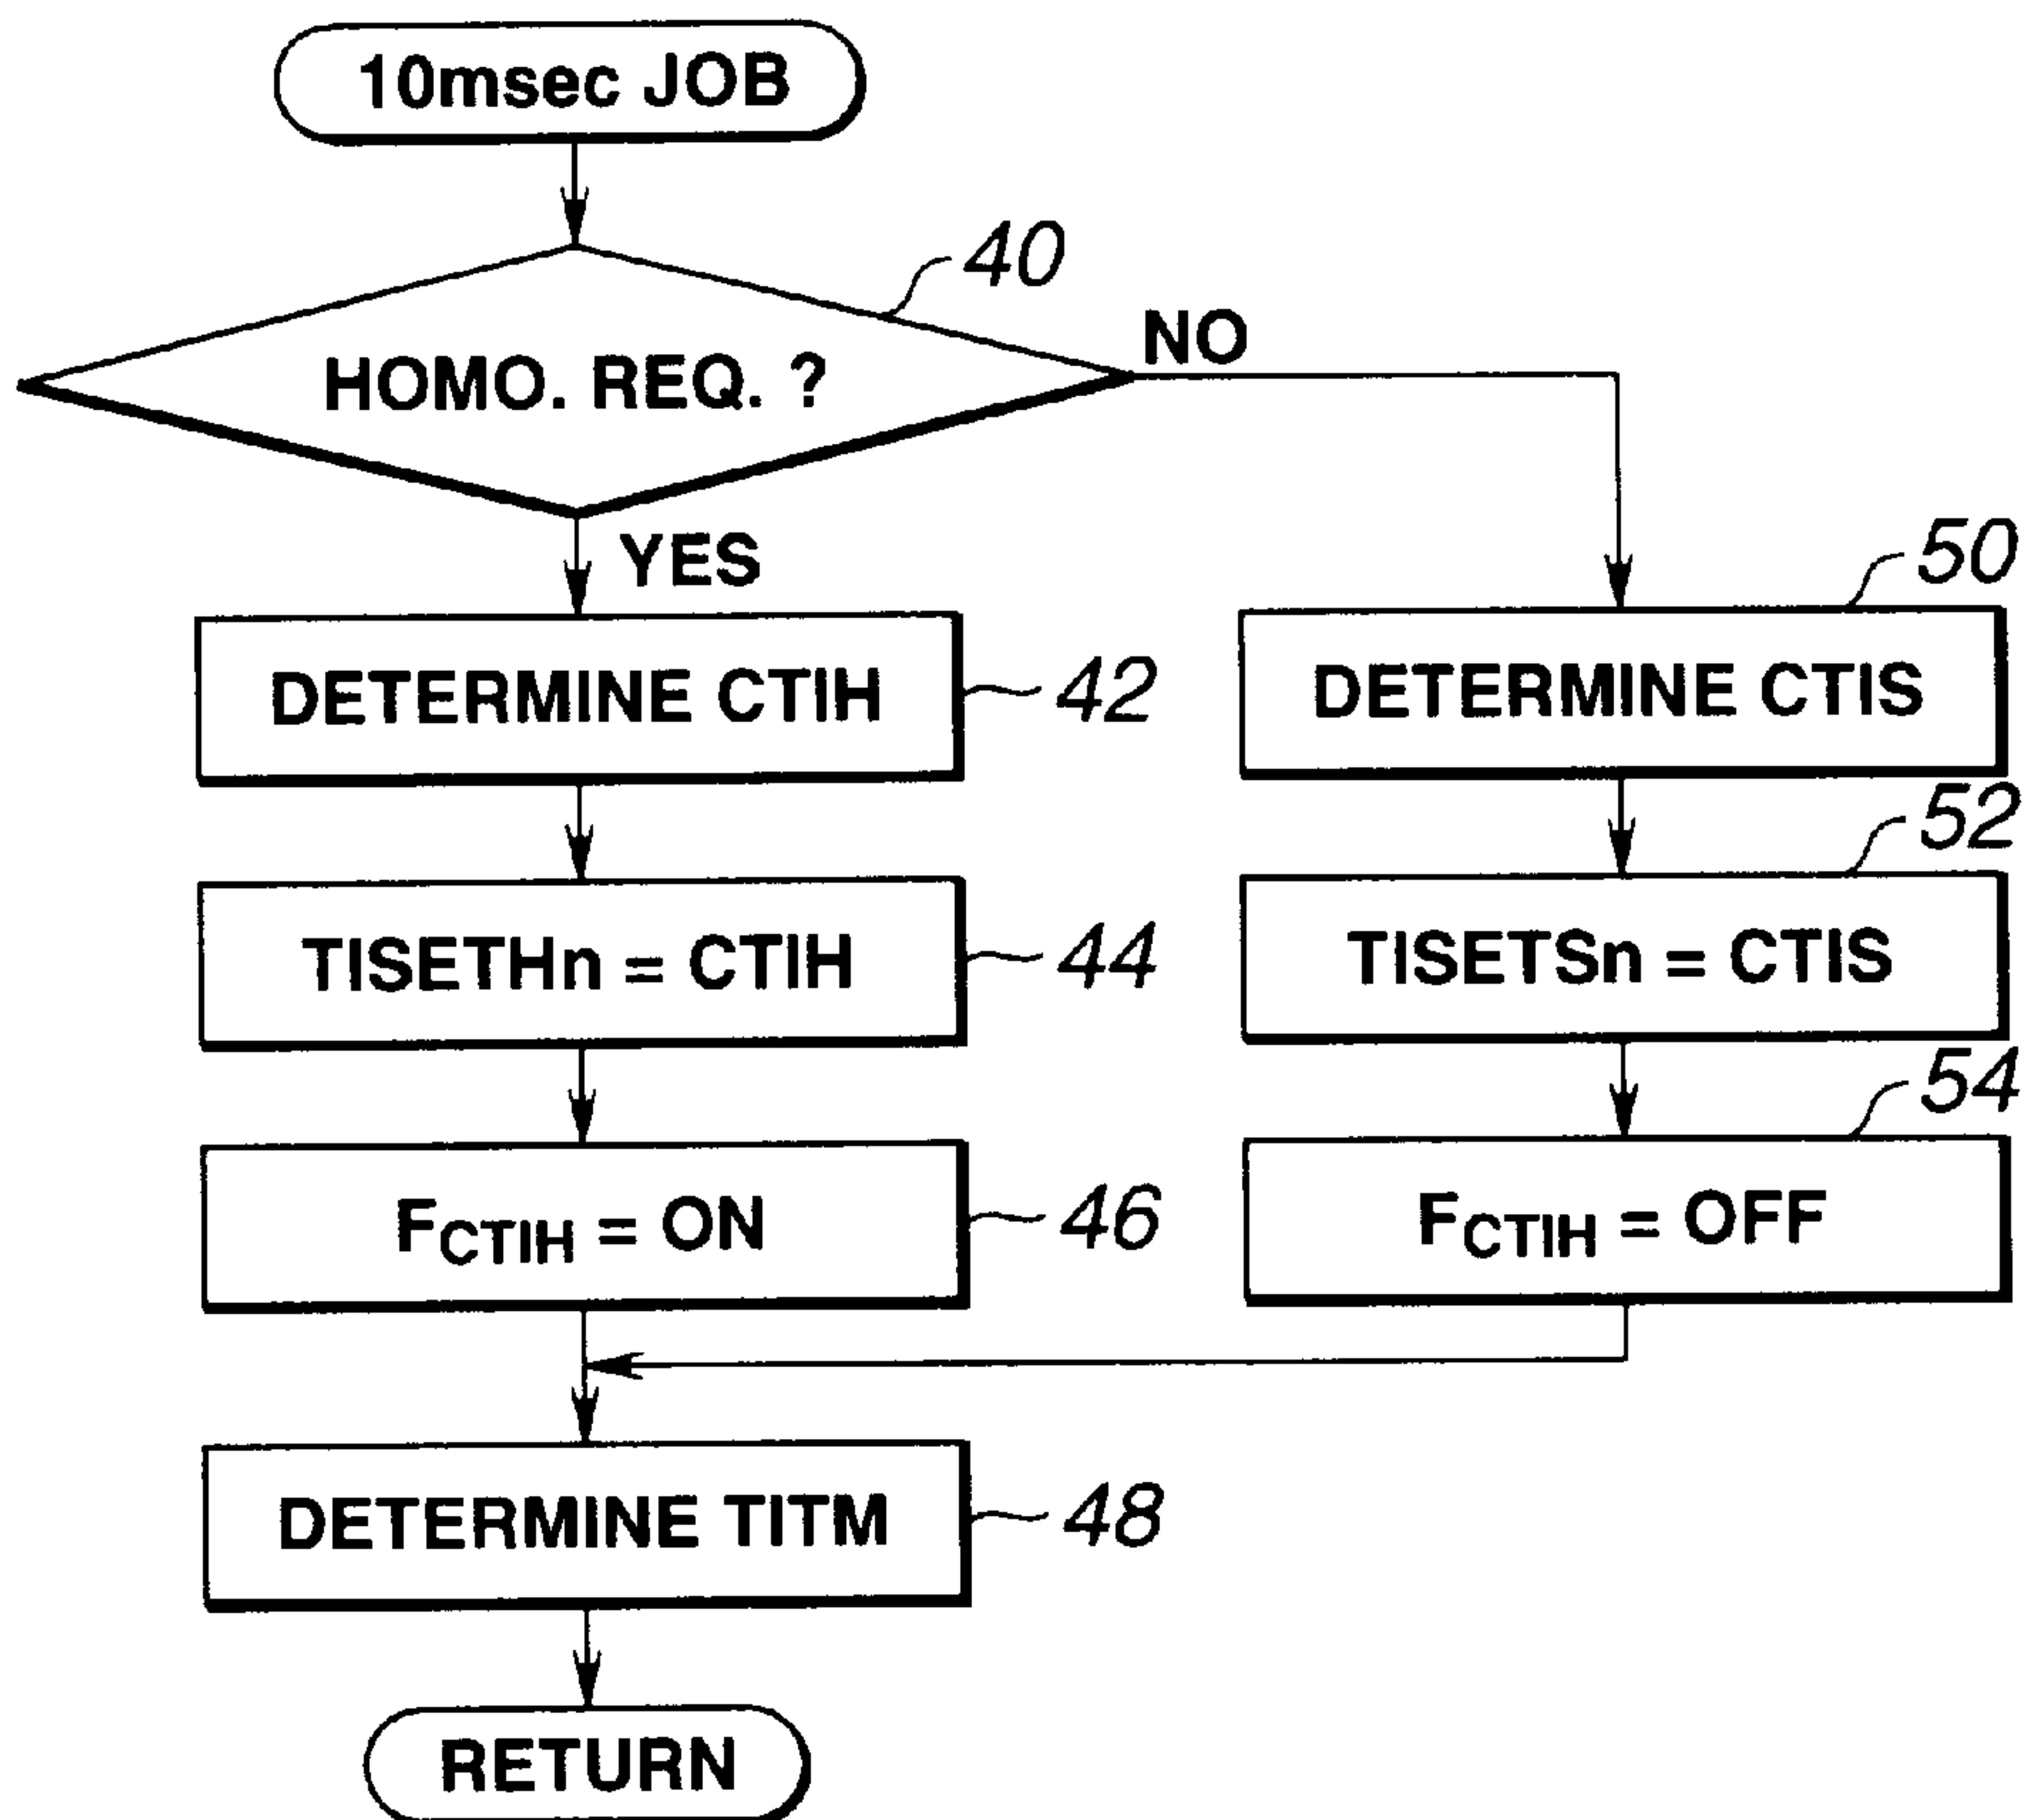 10msec JOB
40
HOMO. REQ. ?
NO
YES
50
DETERMINE CTIH
42
DETERMINE CTIS
52
TISETHn = CTIH
44
TISETSn = CTIS
54
FCTIH = ON
46
FCTIH = OFF
DETERMINE TITM
48
RETURN